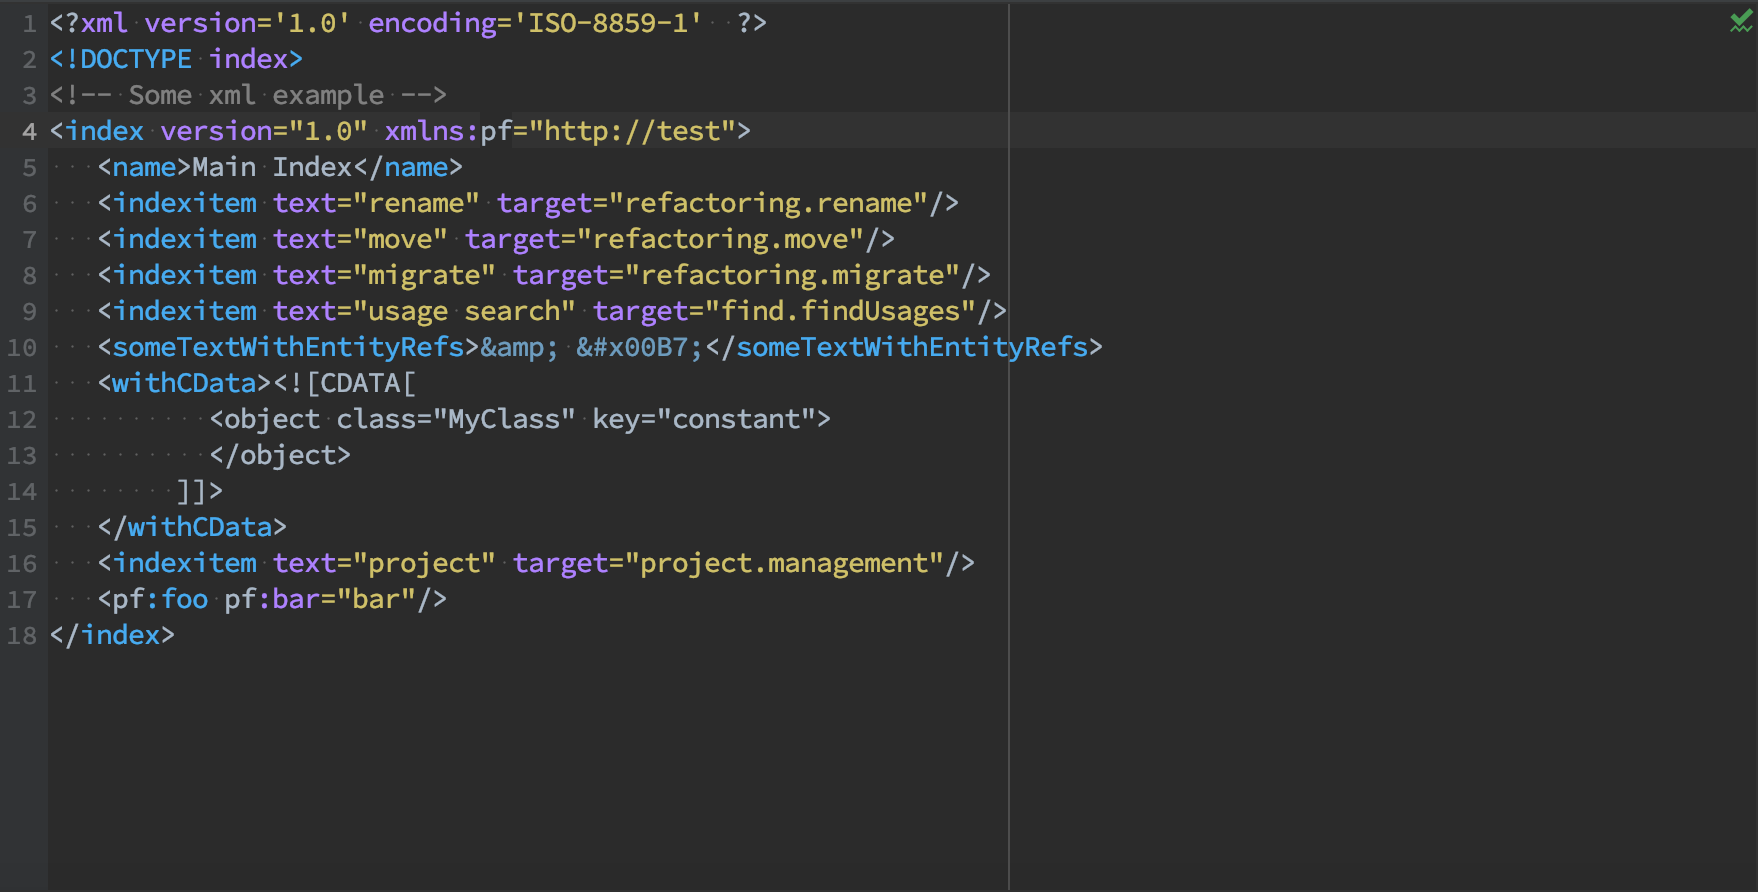 1 <?xml version='1.0' encoding='ISO-8859-1'  ?>
2 <!DOCTYPE index>
3 <!-- Some xml example -->
4 <index version="1.0" xmlns:pf="http://test">
5    <name>Main Index</name>
6    <indexitem text="rename" target="refactoring.rename"/>
7    <indexitem text="move" target="refactoring.move"/>
8    <indexitem text="migrate" target="refactoring.migrate"/>
9    <indexitem text="usage search" target="find.findUsages"/>
10    <someTextWithEntityRefs>&amp; &#x00B7;</someTextWithEntityRefs>
11    <withCData><![CDATA[
12           <object class="MyClass" key="constant">
13           </object>
14         ]]>
15    </withCData>
16    <indexitem text="project" target="project.management"/>
17    <pf:foo pf:bar="bar"/>
18 </index>